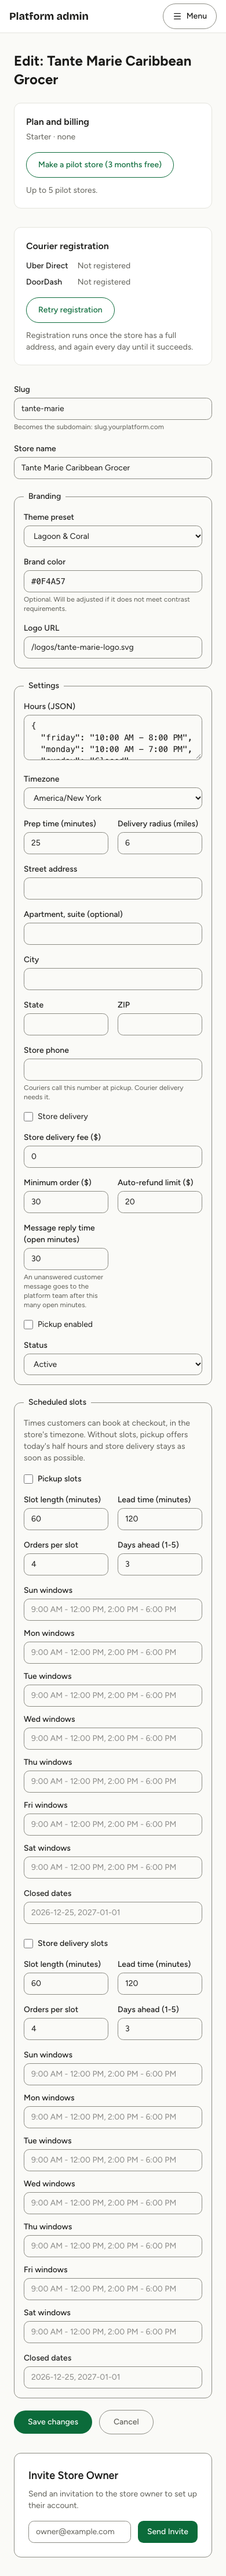 Platform admin
Menu
Edit: Tante Marie Caribbean
Grocer
Plan and billing
Starter · none
Make a pilot store (3 months free)
Up to 5 pilot stores.
Courier registration
Uber Direct Not registered
DoorDash Not registered
Retry registration
Registration runs once the store has a full
address, and again every day until it succeeds.
Slug
tante-marie
Becomes the subdomain: slug.yourplatform.com
Store name
Tante Marie Caribbean Grocer
Branding
Theme preset
Lagoon & Coral
Brand color
#0F4A57
Optional. Will be adjusted if it does not meet contrast
requirements.
Logo URL
/logos/tante-marie-logo.svg
Settings
Hours (JSON)
{
"friday": "10:00 AM – 8:00 PM",
"monday": "10:00 AM – 7:00 PM",
Timezone
America/New York
Prep time (minutes) Delivery radius (miles)
25 6
Street address
Apartment, suite (optional)
City
State ZIP
Store phone
Couriers call this number at pickup. Courier delivery
needs it.
Store delivery
Store delivery fee ($)
0
Minimum order ($) Auto-refund limit ($)
30 20
Message reply time
(open minutes)
30
An unanswered customer
message goes to the
platform team after this
many open minutes.
Pickup enabled
Status
Active
Scheduled slots
Times customers can book at checkout, in the
store's timezone. Without slots, pickup offers
today's half hours and store delivery stays as
soon as possible.
Pickup slots
Slot length (minutes) Lead time (minutes)
60 120
Orders per slot Days ahead (1-5)
4 3
Sun windows
9:00 AM - 12:00 PM, 2:00 PM - 6:00 PM
Mon windows
9:00 AM - 12:00 PM, 2:00 PM - 6:00 PM
Tue windows
9:00 AM - 12:00 PM, 2:00 PM - 6:00 PM
Wed windows
9:00 AM - 12:00 PM, 2:00 PM - 6:00 PM
Thu windows
9:00 AM - 12:00 PM, 2:00 PM - 6:00 PM
Fri windows
9:00 AM - 12:00 PM, 2:00 PM - 6:00 PM
Sat windows
9:00 AM - 12:00 PM, 2:00 PM - 6:00 PM
Closed dates
2026-12-25, 2027-01-01
Store delivery slots
Slot length (minutes) Lead time (minutes)
60 120
Orders per slot Days ahead (1-5)
4 3
Sun windows
9:00 AM - 12:00 PM, 2:00 PM - 6:00 PM
Mon windows
9:00 AM - 12:00 PM, 2:00 PM - 6:00 PM
Tue windows
9:00 AM - 12:00 PM, 2:00 PM - 6:00 PM
Wed windows
9:00 AM - 12:00 PM, 2:00 PM - 6:00 PM
Thu windows
9:00 AM - 12:00 PM, 2:00 PM - 6:00 PM
Fri windows
9:00 AM - 12:00 PM, 2:00 PM - 6:00 PM
Sat windows
9:00 AM - 12:00 PM, 2:00 PM - 6:00 PM
Closed dates
2026-12-25, 2027-01-01
Save changes Cancel
Invite Store Owner
Send an invitation to the store owner to set up
their account.
owner@example.com Send Invite